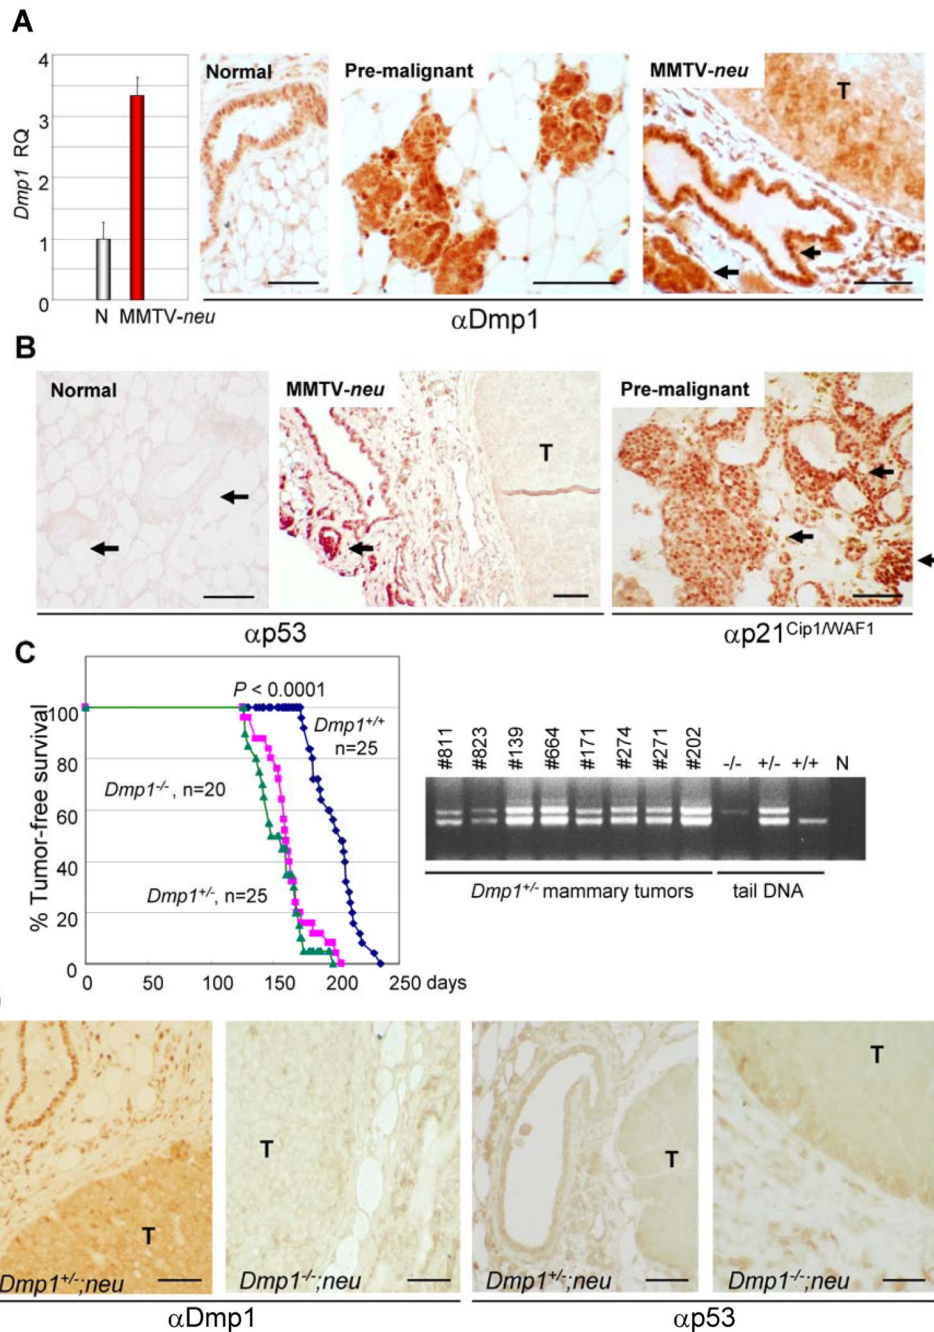 A
4
3
2
1
0
Dmp1 RQ
N MMTV-neu
Normal
Pre-malignant
MMTV-neu
T
αDmp1
B
Normal
MMTV-neu
T
Pre-malignant
αp53
αp21Cip1/WAF1
C
% Tumor-free survival
100
80
60
40
20
0
P < 0.0001
Dmp1+/+
n=25
Dmp1-/-, n=20
Dmp1+/-, n=25
0 50 100 150 200 250 days
#811 #823 #139 #664 #171 #274 #271 #202 -/- +/- +/+ N
Dmp1+/- mammary tumors tail DNA
T
Dmp1+/-;neu
T
Dmp1-/-;neu
T
Dmp1+/-;neu
T
Dmp1-/-;neu
αDmp1
αp53